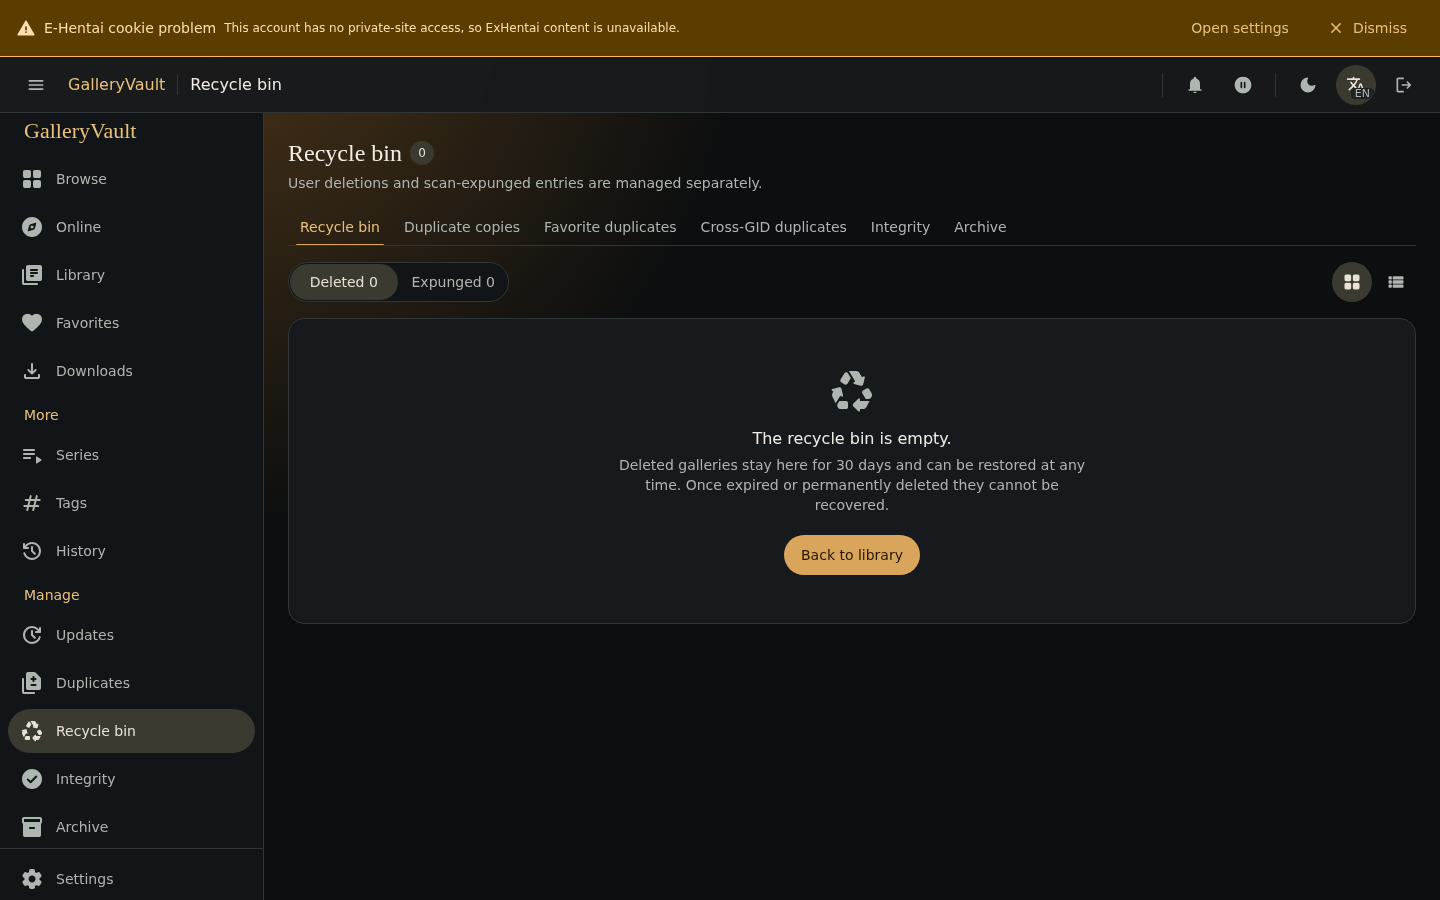 E-Hentai cookie problem This account has no private-site access, so ExHentai content is unavailable. Open settings Dismiss
GalleryVault Recycle bin EN
GalleryVault
Browse
Online
Library
Favorites
Downloads
More
Series
Tags
History
Manage
Updates
Duplicates
Recycle bin
Integrity
Archive
Settings
Recycle bin 0
User deletions and scan-expunged entries are managed separately.
Recycle bin Duplicate copies Favorite duplicates Cross-GID duplicates Integrity Archive
Deleted 0 Expunged 0
The recycle bin is empty.
Deleted galleries stay here for 30 days and can be restored at any
time. Once expired or permanently deleted they cannot be
recovered.
Back to library